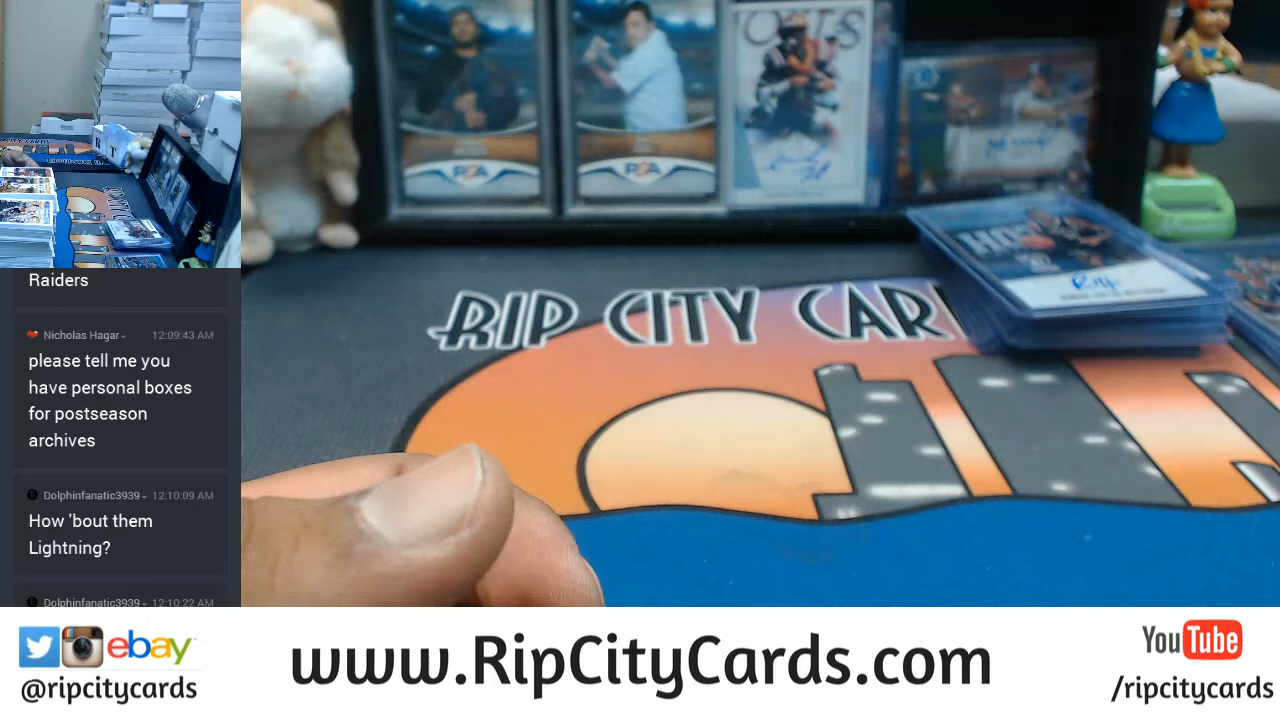 Raiders
Nicholas Hagar 12:09:43 AM
please tell me you
have personal boxes
for postseason
archives
Dolphinfanatic3939 12:10:09 AM
How 'bout them
Lightning?
Dolphinfanatic3939 12:10:22 AM
RIP CITY CAR
PSA
PSA
ebay
@ripcitycards
www.RipCityCards.com
YouTube
/ripcitycards